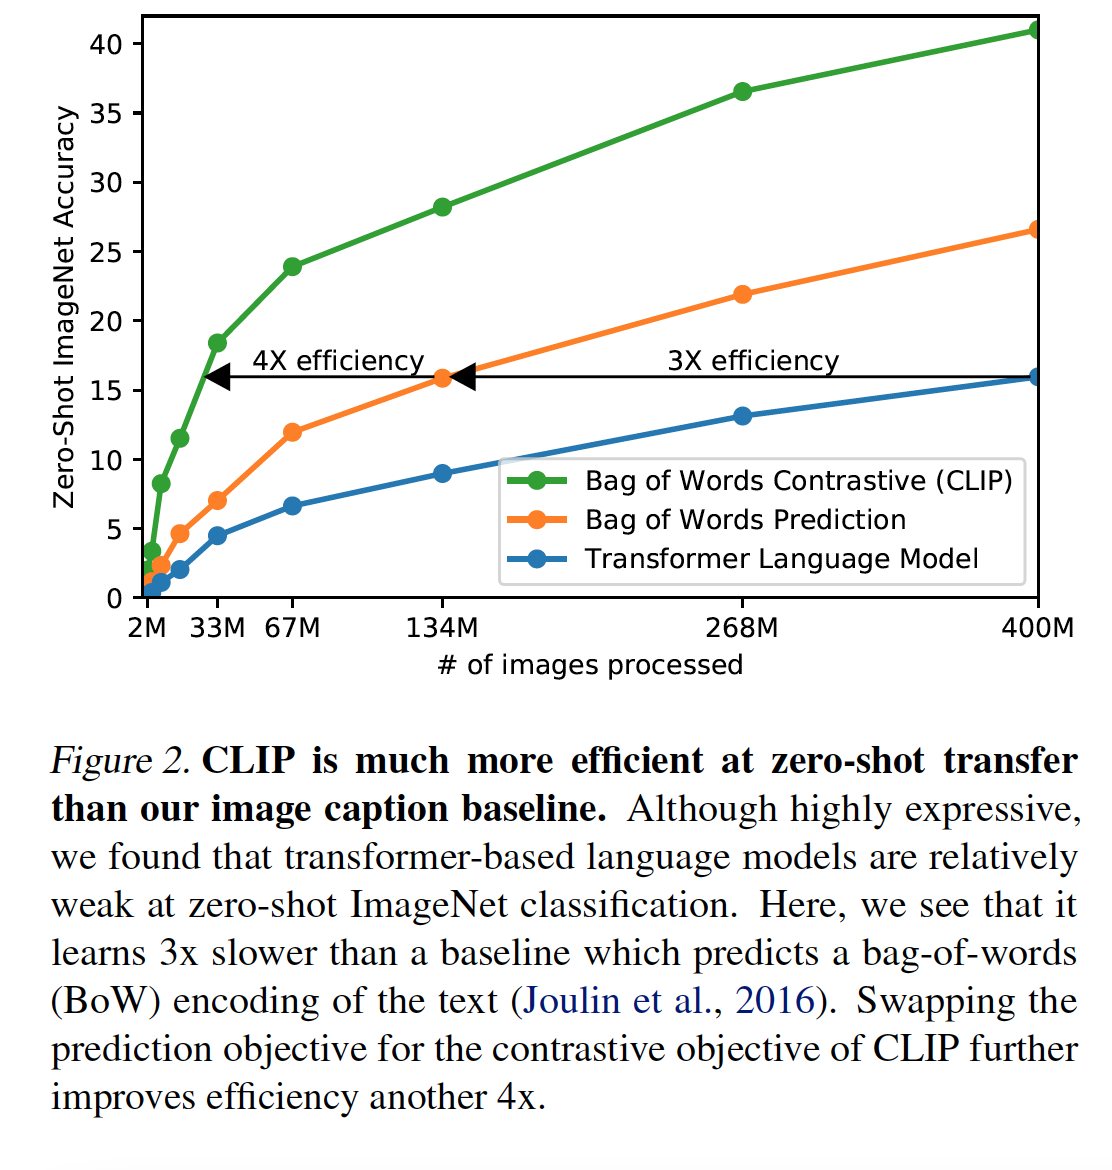 40
35
30
25
20
15
10
5
0
Zero-Shot ImageNet Accuracy
4X efficiency
3X efficiency
Bag of Words Contrastive (CLIP)
Bag of Words Prediction
Transformer Language Model
2M 33M 67M 134M 268M 400M
# of images processed
Figure 2. CLIP is much more efficient at zero-shot transfer
than our image caption baseline. Although highly expressive,
we found that transformer-based language models are relatively
weak at zero-shot ImageNet classification. Here, we see that it
learns 3x slower than a baseline which predicts a bag-of-words
(BoW) encoding of the text (Joulin et al., 2016). Swapping the
prediction objective for the contrastive objective of CLIP further
improves efficiency another 4x.